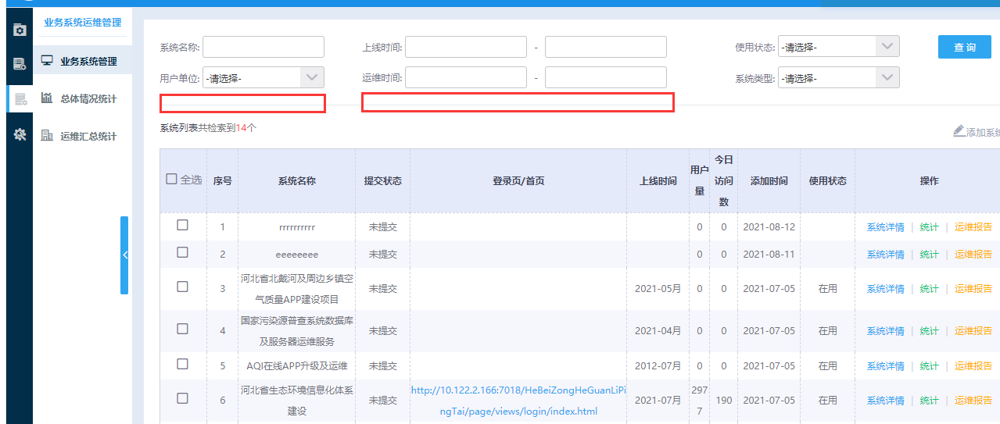 业务系统运维管理
业务系统管理
总体情况统计
运维汇总统计
系统名称:
上线时间:
-
使用状态:
-请选择-
查 询
用户单位:
-请选择-
运维时间:
-
系统类型:
-请选择-
系统列表共检索到14个
添加系统
全选
序号
系统名称
提交状态
登录页/首页
上线时间
用户
量
今日
访问
数
添加时间
使用状态
操作
1 rrrrrrrrrr 未提交 0 0 2021-08-12 系统详情 | 统计 | 运维报告
2 eeeeeeee 未提交 0 0 2021-08-11 系统详情 | 统计 | 运维报告
3 河北省北戴河及周边乡镇空
气质量APP建设项目
未提交 2021-05月 0 0 2021-07-05 在用 系统详情 | 统计 | 运维报告
4 国家污染源普查系统数据库
及服务器运维服务
未提交 2021-04月 0 0 2021-07-05 在用 系统详情 | 统计 | 运维报告
5 AQI在线APP升级及运维 未提交 2012-07月 0 0 2021-07-05 在用 系统详情 | 统计 | 运维报告
6 河北省生态环境信息化体系
建设
未提交
http://10.122.2.166:7018/HeBeiZongHeGuanLiPi
ngTai/page/views/login/index.html
2021-07月
297
7
190 2021-07-05 在用 系统详情 | 统计 | 运维报告